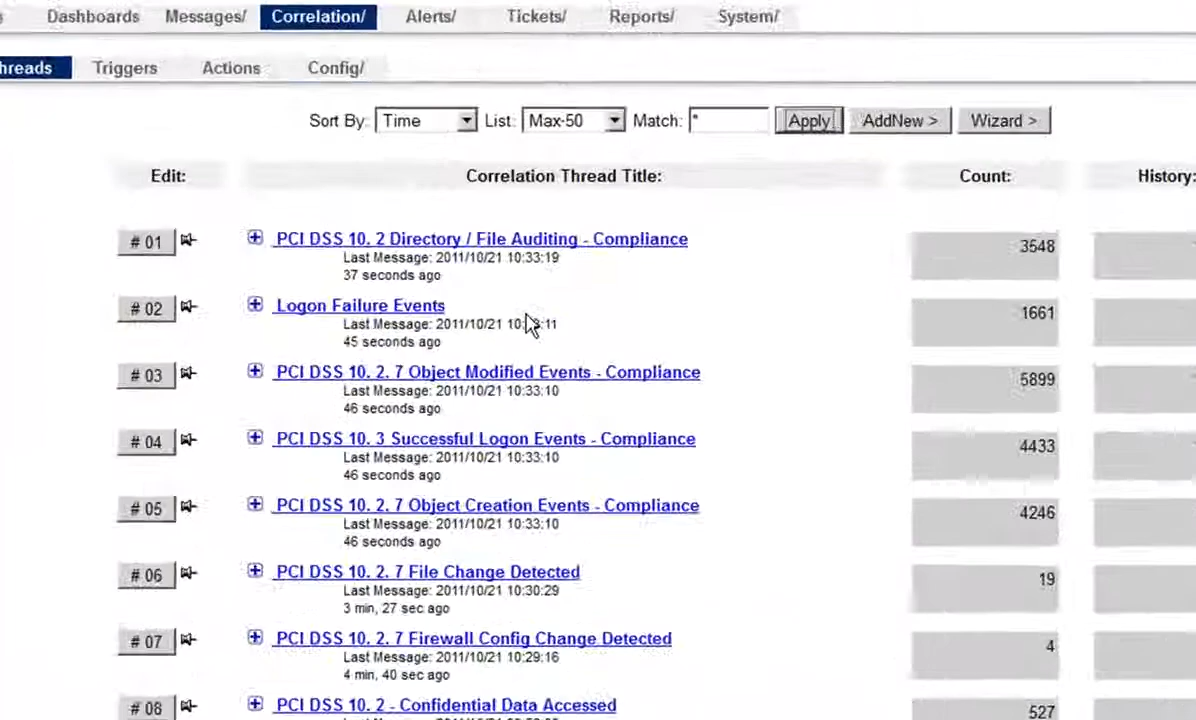 Dashboards Messages/ Correlation/ Alerts/ Tickets/ Reports/ System/
hreads Triggers Actions Config/
Sort By: Time List: Max-50 Match: * Apply AddNew > Wizard >
Edit: Correlation Thread Title: Count: History:
# 01 PCI DSS 10. 2 Directory / File Auditing - Compliance 3548
Last Message: 2011/10/21 10:33:19
37 seconds ago
# 02 Logon Failure Events 1661
Last Message: 2011/10/21
45 seconds ago
# 03 PCI DSS 10. 2. 7 Object Modified Events - Compliance 5899
Last Message: 2011/10/21 10:33:10
46 seconds ago
# 04 PCI DSS 10. 3 Successful Logon Events - Compliance 4433
Last Message: 2011/10/21 10:33:10
46 seconds ago
# 05 PCI DSS 10. 2. 7 Object Creation Events - Compliance 4246
Last Message: 2011/10/21 10:33:10
46 seconds ago
# 06 PCI DSS 10. 2. 7 File Change Detected 19
Last Message: 2011/10/21 10:30:29
3 min, 27 sec ago
# 07 PCI DSS 10. 2. 7 Firewall Config Change Detected 4
Last Message: 2011/10/21 10:29:16
4 min, 40 sec ago
# 08 PCI DSS 10. 2 - Confidential Data Accessed 527